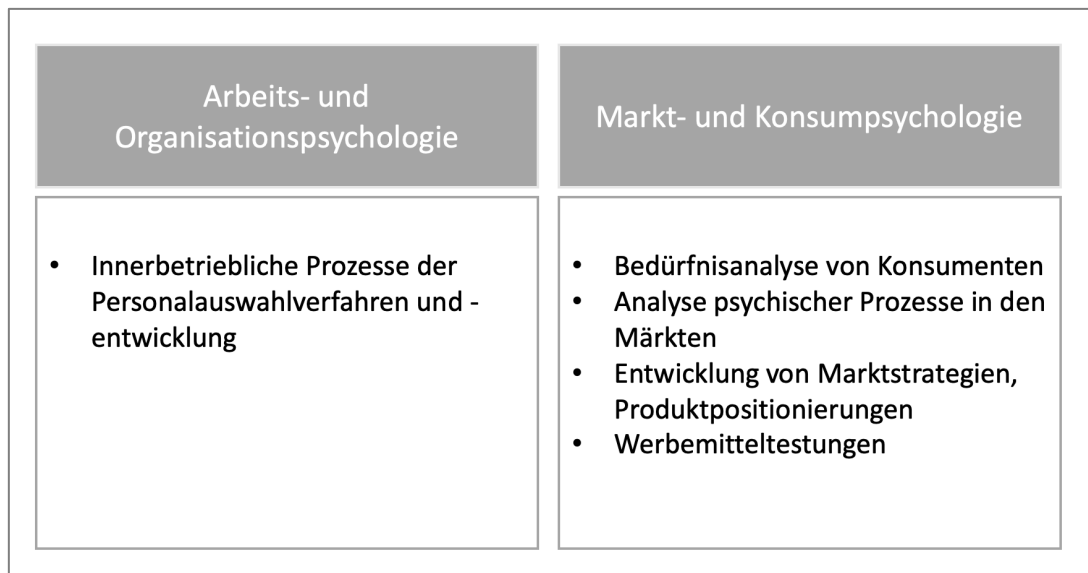 Arbeits- und
Organisationspsychologie
Markt- und Konsumpsychologie
• Innerbetriebliche Prozesse der
Personalauswahlverfahren und -
entwicklung
• Bedürfnisanalyse von Konsumenten
• Analyse psychischer Prozesse in den
Märkten
• Entwicklung von Marktstrategien,
Produktpositionierungen
• Werbemitteltestungen